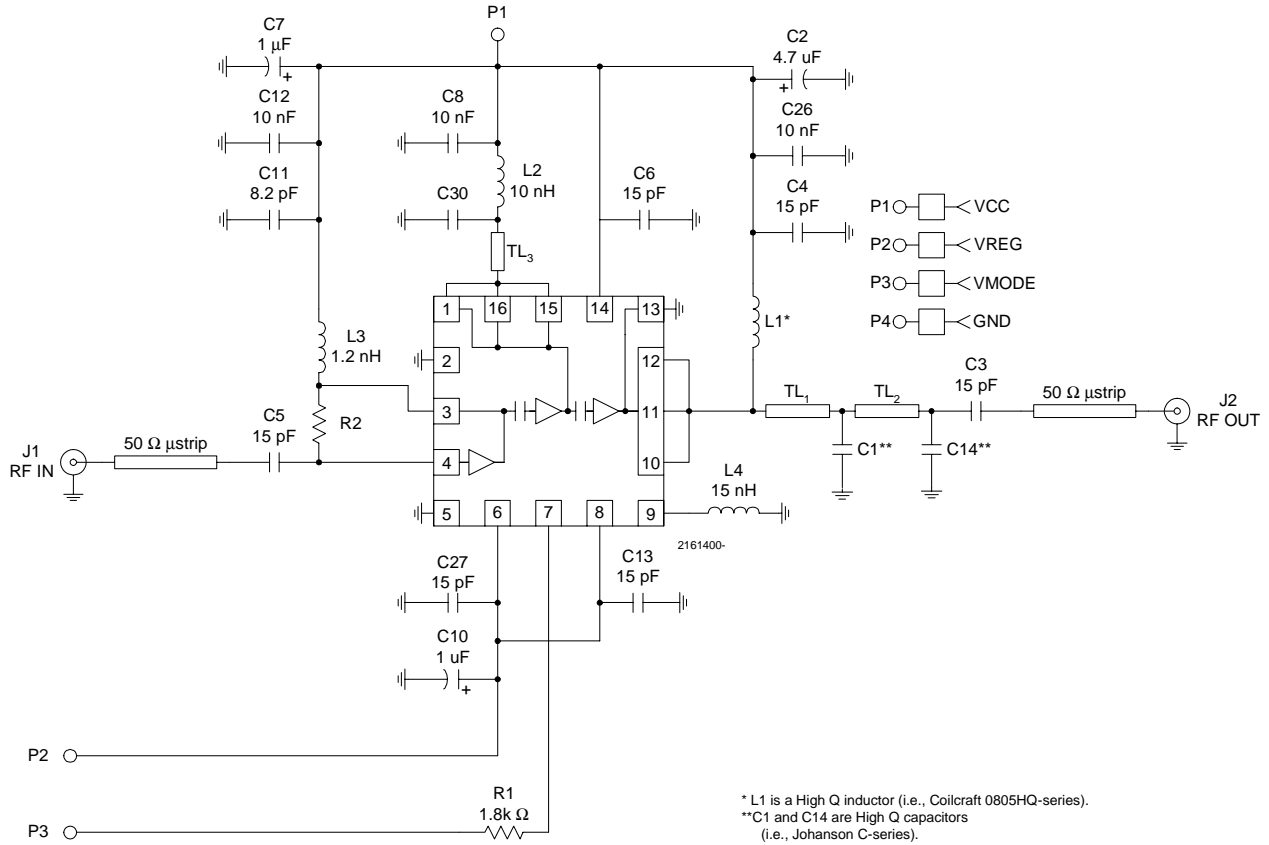 P1
C7
1 µF
+
C2
4.7 uF
+
C12
10 nF
C8
10 nF
C26
10 nF
L2
10 nH
C11
8.2 pF
C30
C6
15 pF
C4
15 pF
P1 VCC
P2 VREG
P3 VMODE
P4 GND
TL3
1 16 15 14 13
L1*
L3
1.2 nH
2 12
C3
15 pF
TL1 TL2
50 Ω µstrip
J2
RF OUT
3 11
R2
C5
15 pF
J1
RF IN
50 Ω µstrip
C1** C14**
4 10
L4
15 nH
5 6 7 8 9
2161400-
C27
15 pF
C13
15 pF
C10
1 uF
+
P2
R1
1.8k Ω
P3
* L1 is a High Q inductor (i.e., Coilcraft 0805HQ-series).
**C1 and C14 are High Q capacitors
(i.e., Johanson C-series).